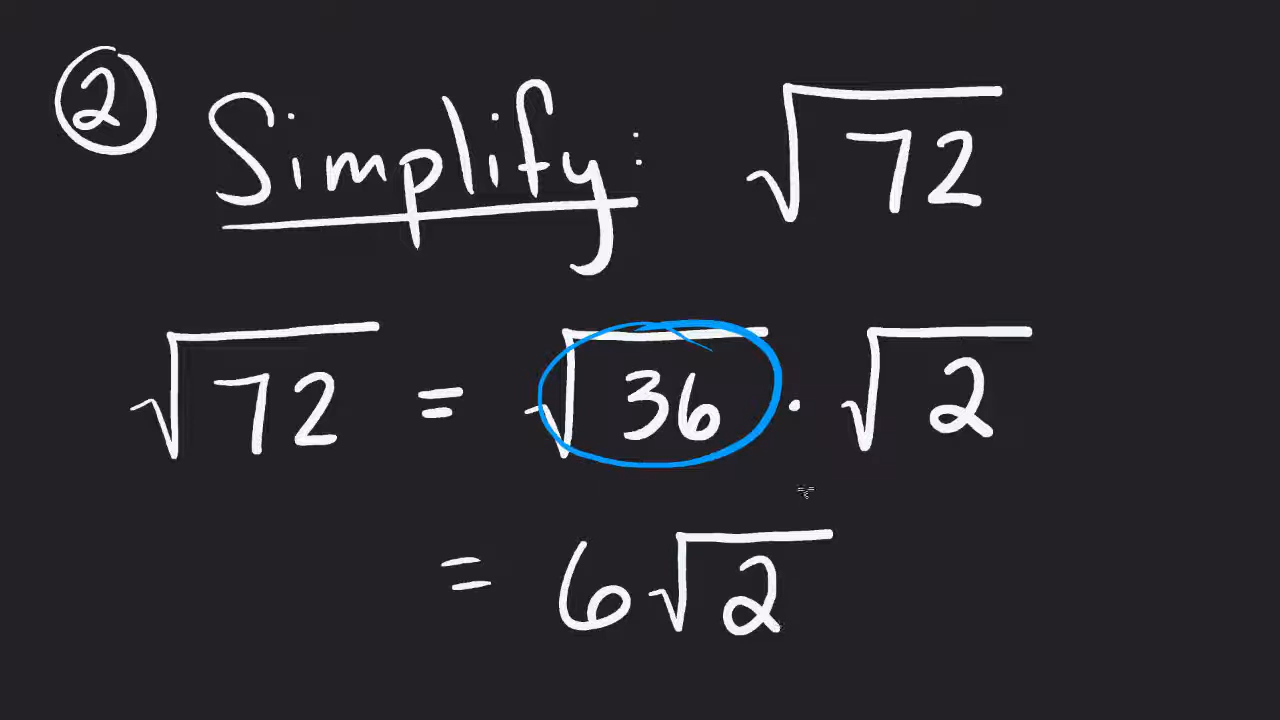 ② Simplify: √72
√72 = √36 · √2
= 6√2